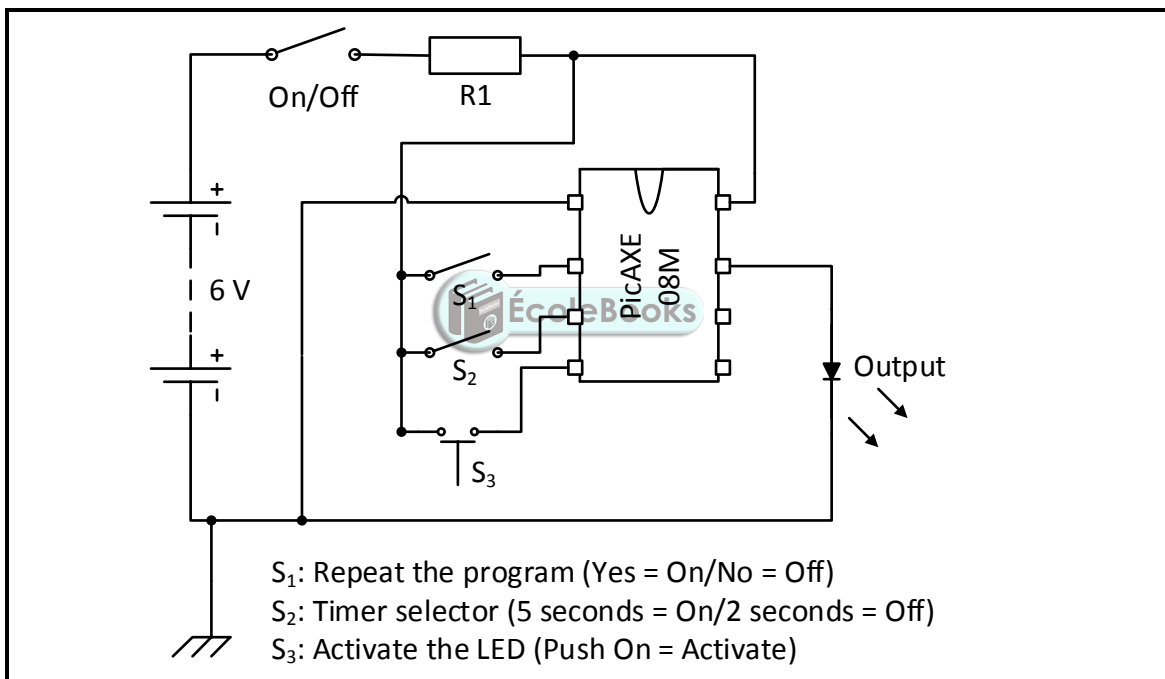 On/Off
R1
+
-
6 V
+
-
PicAXE
08M
S₁
ÉcoleBooks
S₂
S₃
Output
S₁: Repeat the program (Yes = On/No = Off)
S₂: Timer selector (5 seconds = On/2 seconds = Off)
S₃: Activate the LED (Push On = Activate)